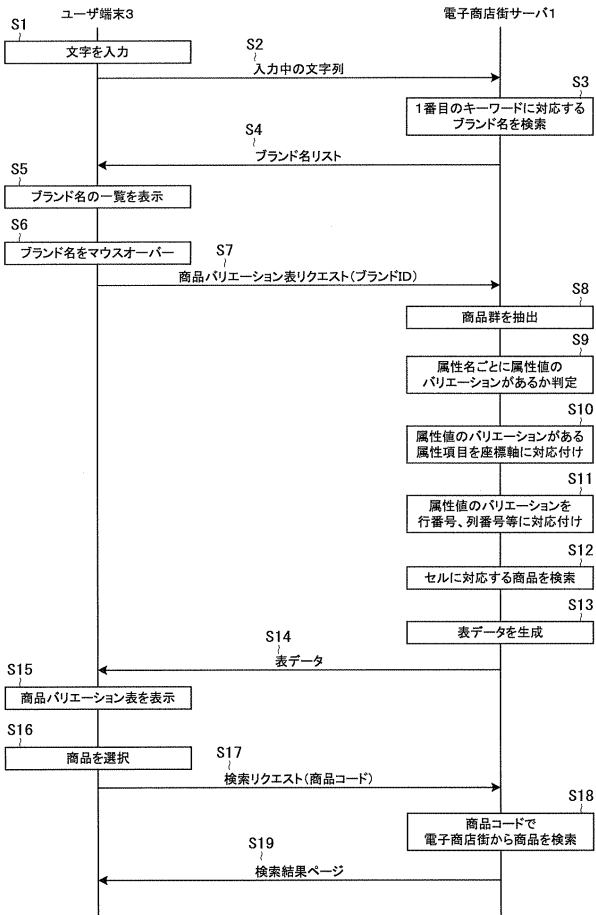 ユーザ端末3
電子商店街サーバ1
S1
文字を入力
S2
入力中の文字列
S3
1番目のキーワードに対応する
ブランド名を検索
S4
ブランド名リスト
S5
ブランド名の一覧を表示
S6
ブランド名をマウスオーバー
S7
商品バリエーション表リクエスト(ブランドID)
S8
商品群を抽出
S9
属性名ごとに属性値の
バリエーションがあるか判定
S10
属性値のバリエーションがある
属性項目を座標軸に対応付け
S11
属性値のバリエーションを
行番号、列番号等に対応付け
S12
セルに対応する商品を検索
S13
表データを生成
S14
表データ
S15
商品バリエーション表を表示
S16
商品を選択
S17
検索リクエスト(商品コード)
S18
商品コードで
電子商店街から商品を検索
S19
検索結果ページ